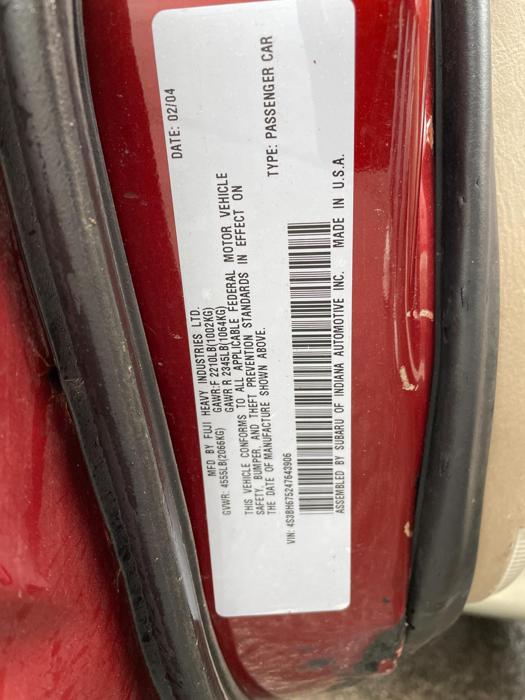 MFD BY FUJI HEAVY INDUSTRIES LTD. DATE: 02/04
GVWR: 4555LB(2066KG) GAWR:F 2210LB(1002KG)
GAWR R 2345LB(1064KG)
THIS VEHICLE CONFORMS TO ALL APPLICABLE FEDERAL MOTOR VEHICLE
SAFETY, BUMPER, AND THEFT PREVENTION STANDARDS IN EFFECT ON
THE DATE OF MANUFACTURE SHOWN ABOVE. TYPE: PASSENGER CAR
VIN: 4S3BH675247643906
ASSEMBLED BY SUBARU OF INDIANA AUTOMOTIVE INC. MADE IN U.S.A.